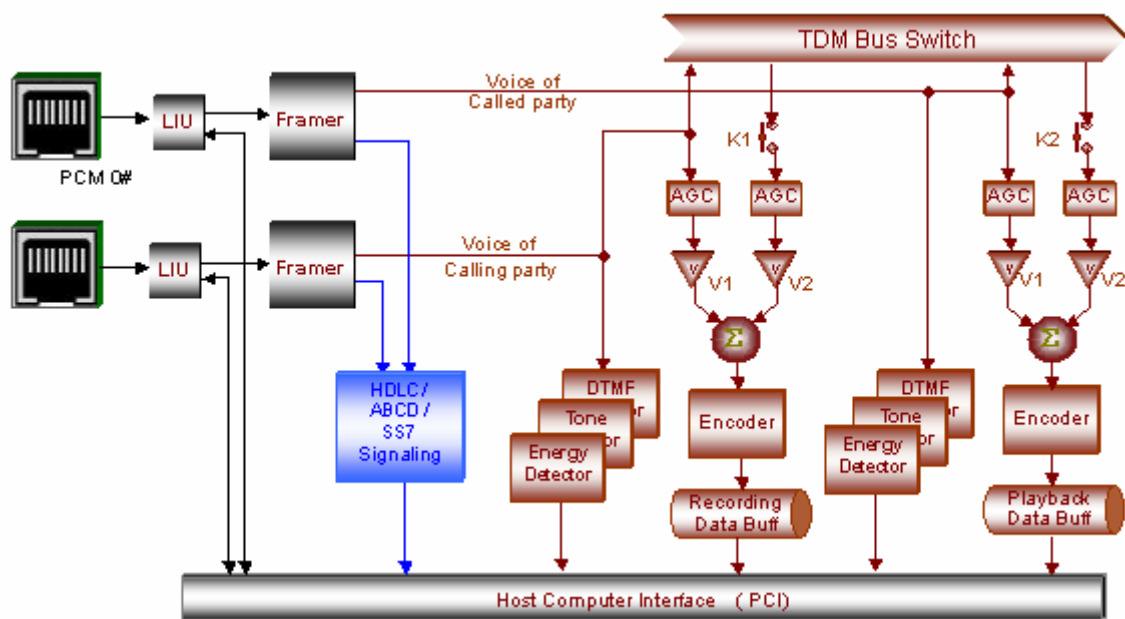 TDM Bus Switch
Voice of
Called party
LIU
Framer
K1
K2
PCM 0#
AGC
AGC
AGC
AGC
Voice of
Calling party
LIU
Framer
V
V1
V
V2
V
V1
V
V2
Σ
Σ
HDLC/
ABCD/
SS7
Signaling
DTMF
Tone
Energy
Detector
Encoder
DTMF
Tone
Energy
Detector
Encoder
Recording
Data Buff
Playback
Data Buff
Host Computer Interface ( PCI)